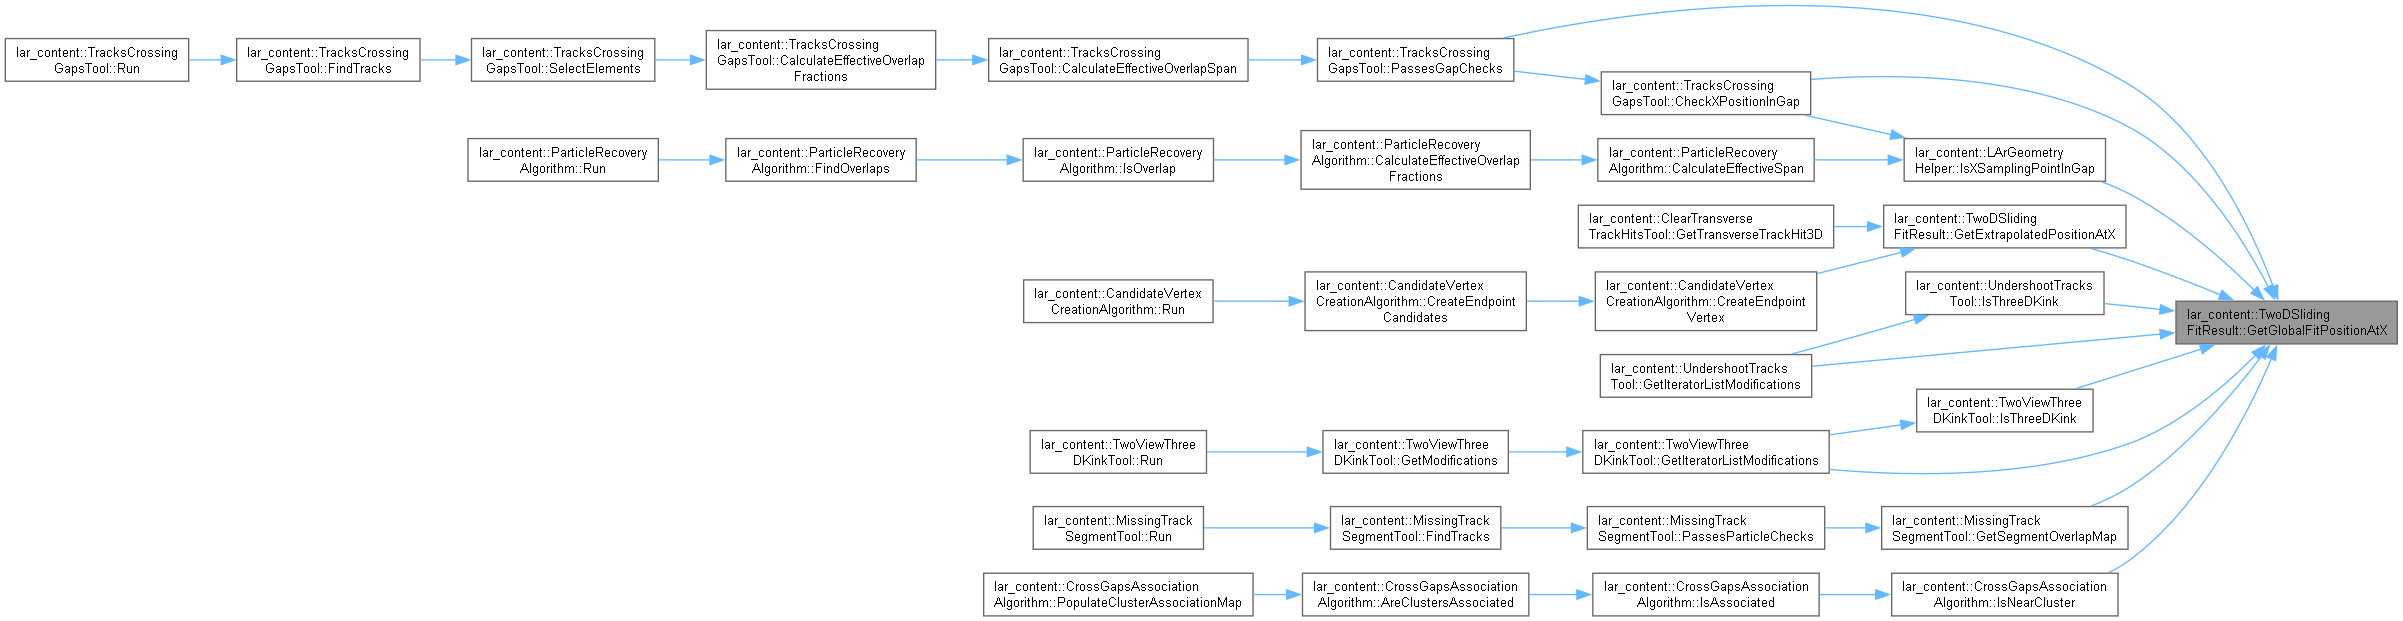 lar_content::TracksCrossing
GapsTool::Run
lar_content::TracksCrossing
GapsTool::FindTracks
lar_content::TracksCrossing
GapsTool::SelectElements
lar_content::TracksCrossing
GapsTool::CalculateEffectiveOverlap
Fractions
lar_content::TracksCrossing
GapsTool::CalculateEffectiveOverlapSpan
lar_content::TracksCrossing
GapsTool::PassesGapChecks
lar_content::TracksCrossing
GapsTool::CheckXPositionInGap
lar_content::ParticleRecovery
Algorithm::Run
lar_content::ParticleRecovery
Algorithm::FindOverlaps
lar_content::ParticleRecovery
Algorithm::IsOverlap
lar_content::ParticleRecovery
Algorithm::CalculateEffectiveOverlap
Fractions
lar_content::ParticleRecovery
Algorithm::CalculateEffectiveSpan
lar_content::LArGeometry
Helper::IsXSamplingPointInGap
lar_content::ClearTransverse
TrackHitsTool::GetTransverseTrackHit3D
lar_content::TwoDSliding
FitResult::GetExtrapolatedPositionAtX
lar_content::CandidateVertex
CreationAlgorithm::Run
lar_content::CandidateVertex
CreationAlgorithm::CreateEndpoint
Candidates
lar_content::CandidateVertex
CreationAlgorithm::CreateEndpoint
Vertex
lar_content::UndershootTracks
Tool::IsThreeDKink
lar_content::TwoDSliding
FitResult::GetGlobalFitPositionAtX
lar_content::UndershootTracks
Tool::GetIteratorListModifications
lar_content::TwoViewThree
DKinkTool::IsThreeDKink
lar_content::TwoViewThree
DKinkTool::Run
lar_content::TwoViewThree
DKinkTool::GetModifications
lar_content::TwoViewThree
DKinkTool::GetIteratorListModifications
lar_content::MissingTrack
SegmentTool::Run
lar_content::MissingTrack
SegmentTool::FindTracks
lar_content::MissingTrack
SegmentTool::PassesParticleChecks
lar_content::MissingTrack
SegmentTool::GetSegmentOverlapMap
lar_content::CrossGapsAssociation
Algorithm::PopulateClusterAssociationMap
lar_content::CrossGapsAssociation
Algorithm::AreClustersAssociated
lar_content::CrossGapsAssociation
Algorithm::IsAssociated
lar_content::CrossGapsAssociation
Algorithm::IsNearCluster